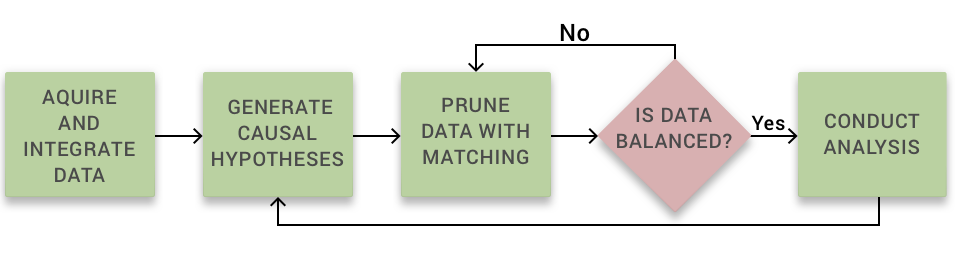 No
AQUIRE
AND
INTEGRATE
DATA
GENERATE
CAUSAL
HYPOTHESES
PRUNE
DATA WITH
MATCHING
IS DATA
BALANCED?
Yes
CONDUCT
ANALYSIS